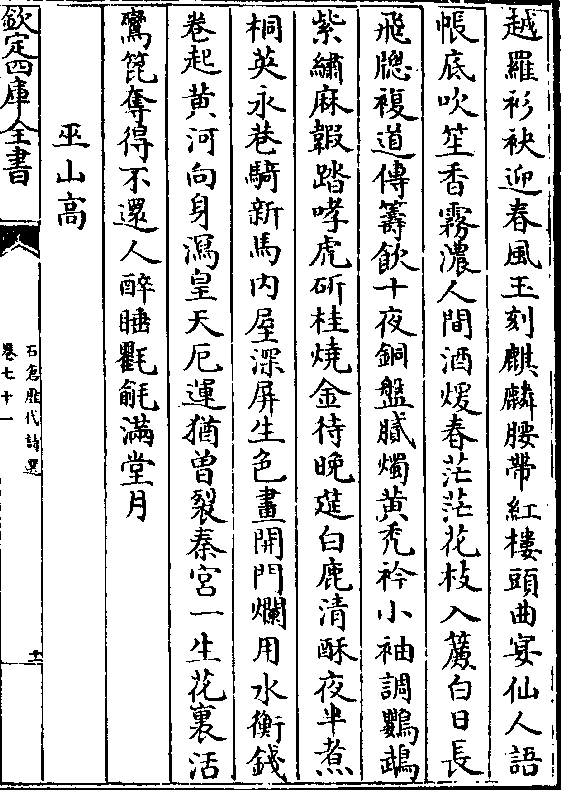 越羅衫袂迎春風玉刻麒麟腰帶紅樓頭曲宴仙人語
帳底吹笙香霧濃人間酒煖春茫茫花枝入簾白日長
飛牕複道傳籌飲十夜銅盤膩燭黄禿衿小袖調鸚鵡
紫繡麻䪗踏哮虎斫桂燒金待曉筵白鹿清酥夜半煮
桐英永巷騎新馬内屋深屏生色畫開門爛用水衡錢
卷起黄河向身瀉皇天厄運猶曾裂秦宮一生花裏活
鸞篦奪得不還人醉睡氍毹滿堂月
巫山高
欽定四庫全書
石倉歷代詩選
卷七十一
十二